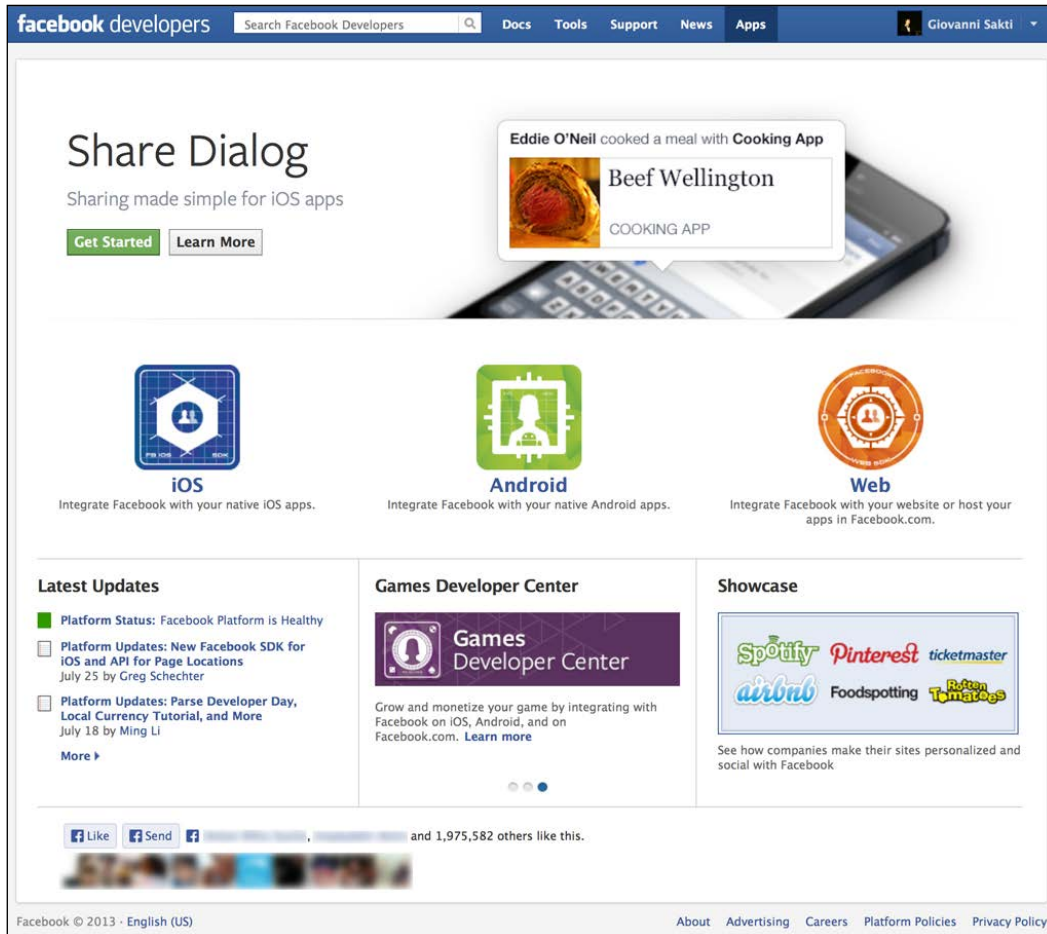 facebook developers
Search Facebook Developers
Docs
Tools
Support
News
Apps
Giovanni Sakti
Share Dialog
Sharing made simple for iOS apps
Get Started
Learn More
Eddie O'Neil cooked a meal with Cooking App
Beef Wellington
COOKING APP
FB IOS SDK
FACEBOOK
WEB SDK
iOS
Integrate Facebook with your native iOS apps.
Android
Integrate Facebook with your native Android apps.
Web
Integrate Facebook with your website or host your
apps in Facebook.com.
Latest Updates
Platform Status: Facebook Platform is Healthy
Platform Updates: New Facebook SDK for
iOS and API for Page Locations
July 25 by Greg Schechter
Platform Updates: Parse Developer Day,
Local Currency Tutorial, and More
July 18 by Ming Li
More
Games Developer Center
Games
Developer Center
Grow and monetize your game by integrating with
Facebook on iOS, Android, and on
Facebook.com. Learn more
Showcase
Spotify Pinterest ticketmaster
airbnb Foodspotting Rotten
Tomatoes
See how companies make their sites personalized and
social with Facebook
Like
Send
, and 1,975,582 others like this.
Facebook © 2013 · English (US)
About Advertising Careers Platform Policies Privacy Policy